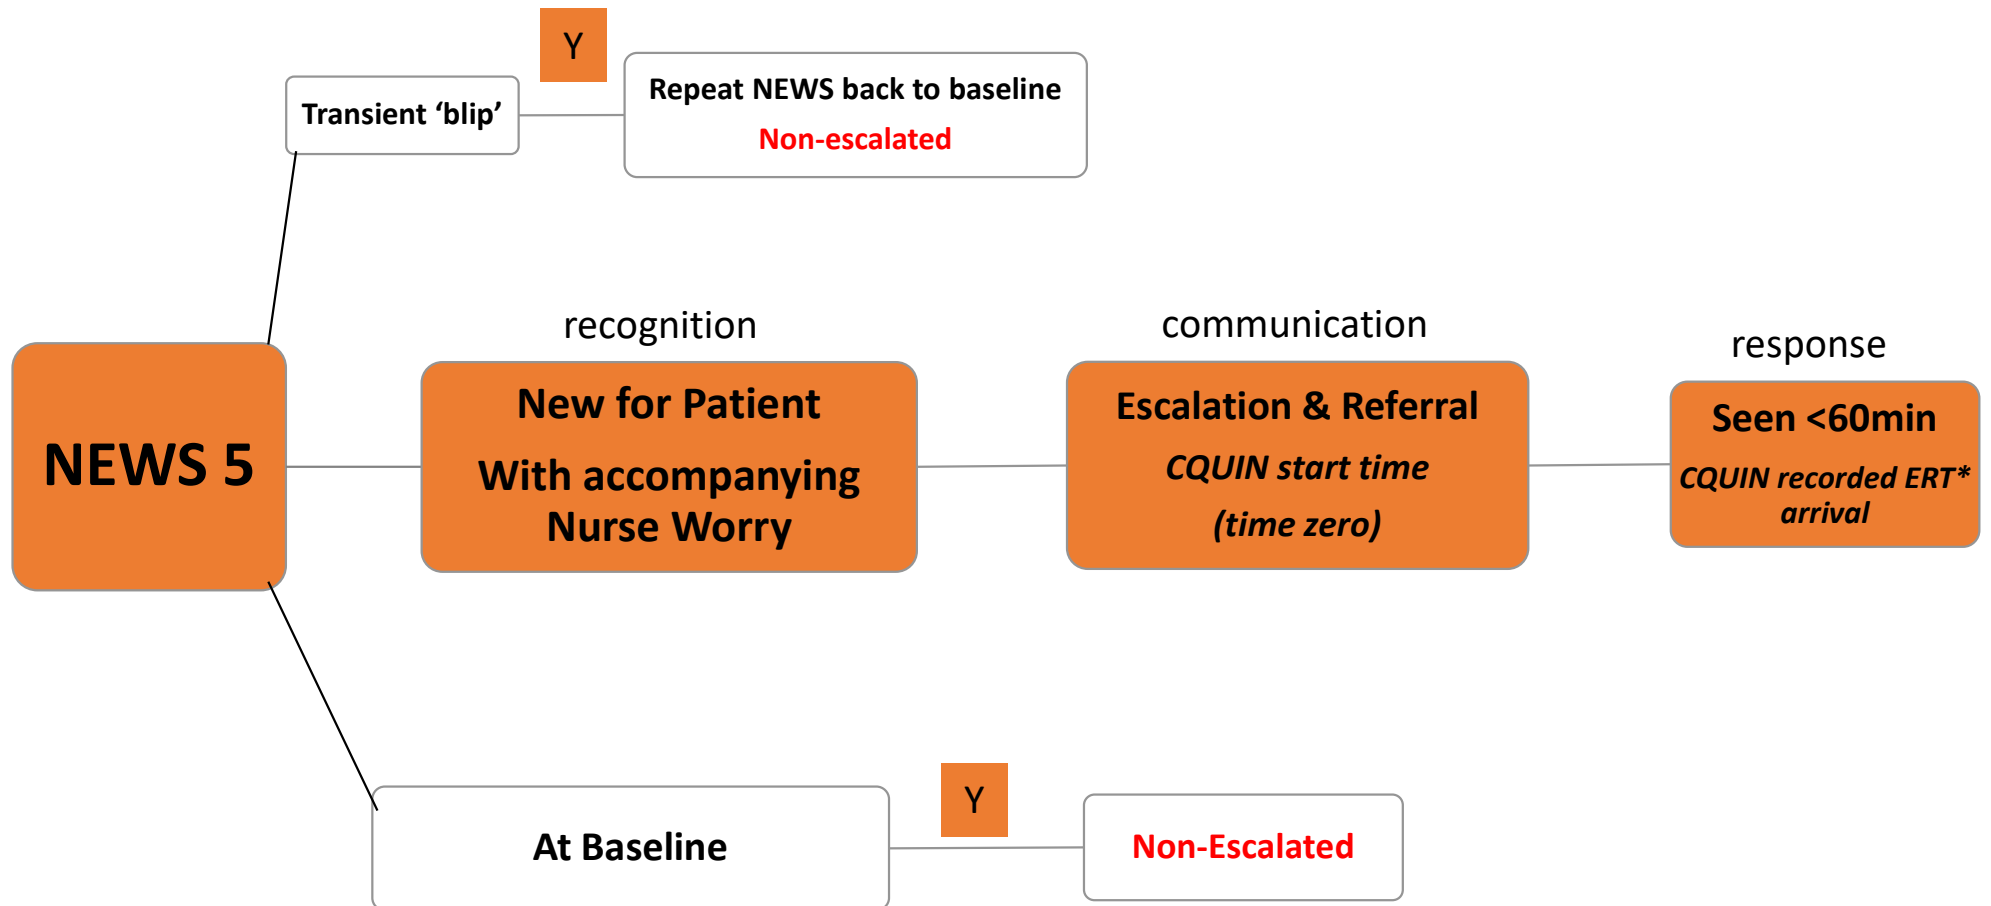 Y
Transient ‘blip’
Repeat NEWS back to baseline
Non-escalated
recognition
communication
response
NEWS 5
New for Patient
With accompanying
Nurse Worry
Escalation & Referral
CQUIN start time
(time zero)
Seen <60min
CQUIN recorded ERT*
arrival
At Baseline
Y
Non-Escalated